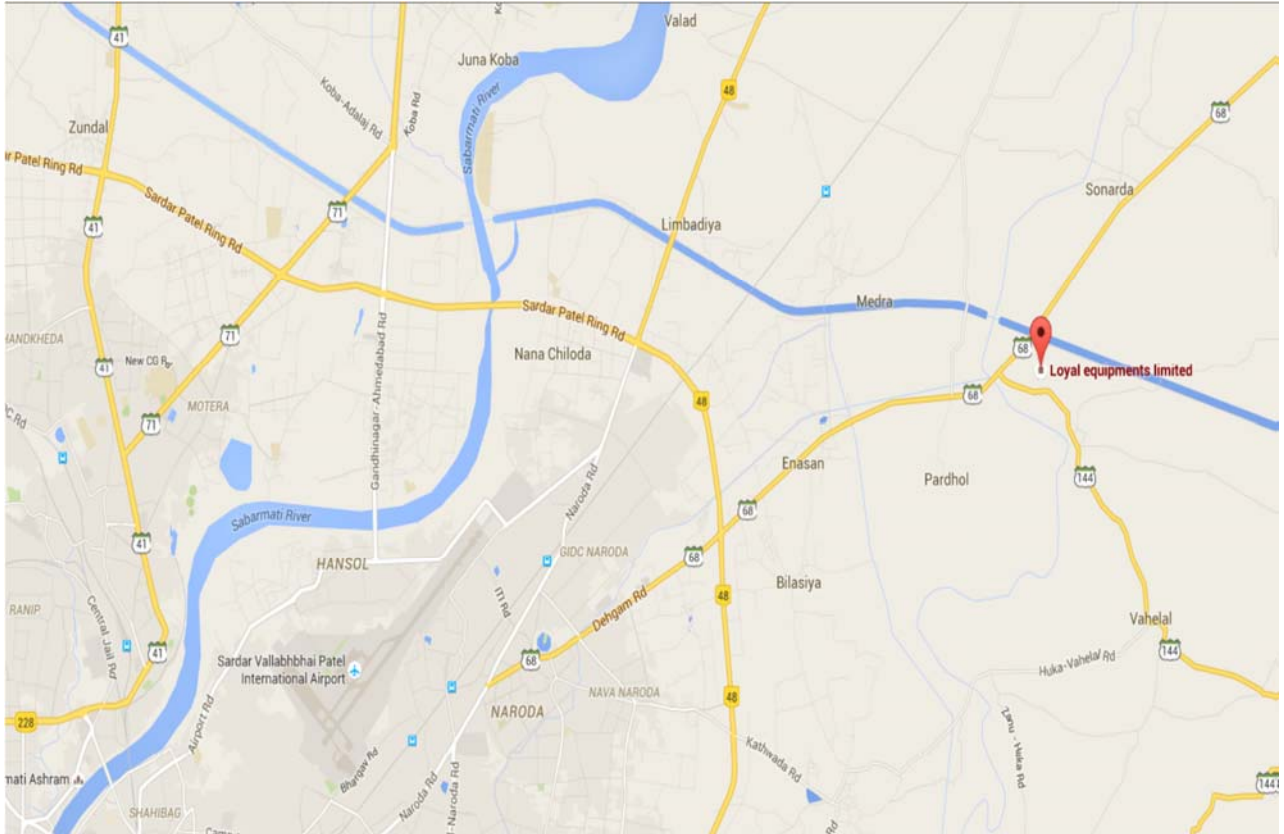 Valad
41
Juna Koba
48
Koba-Adalaj Rd
Koba Rd
Sabarmati River
68
Zundal
ar Patel Ring Rd
Sardar Patel Ring Rd
71
41
Sonarda
Limbadiya
Medra
Sardar Patel Ring Rd
71
68
HANDKHEDA
New CG Rd
Nana Chiloda
Gandhinagar-Ahmedabad Rd
41
Loyal equipments limited
68
48
MOTERA
71
Enasan
Pardhol
144
Naroda Rd
Sabarmati River
68
41
HANSOL
GIDC NARODA
68
Bilasiya
ITI Rd
Dehgam Rd
48
RANIP
Central Jail Rd
Vahelal
41
Sardar Vallabhbhai Patel
International Airport
68
144
Huka-Vahelal Rd
NAVA NARODA
48
228
Airport Rd
NARODA
Kathwada Rd
Bhargav Rd
Naroda Rd
mati Ashram
144
SHAHIBAG